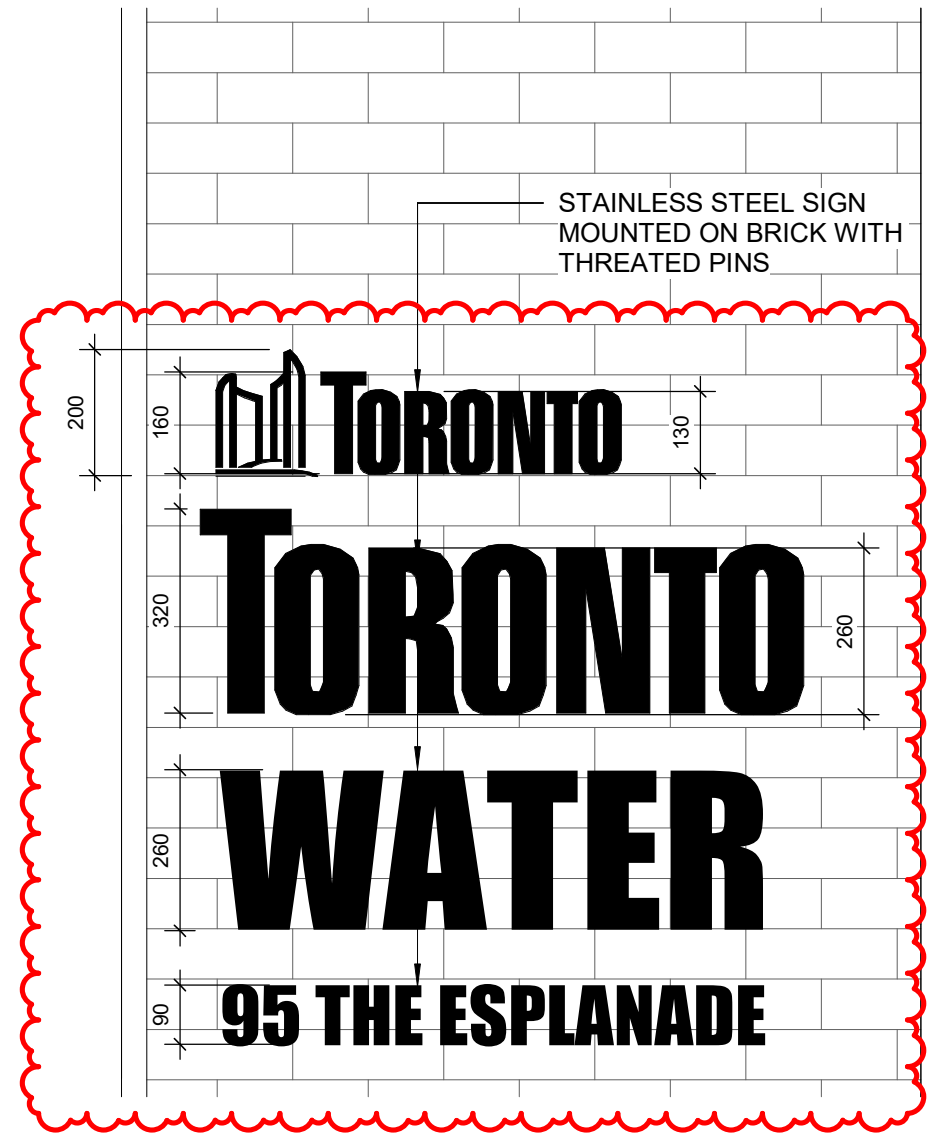 STAINLESS STEEL SIGN
MOUNTED ON BRICK WITH
THREATED PINS
200
160
TORONTO
130
320
TORONTO
260
260
WATER
90
95 THE ESPLANADE